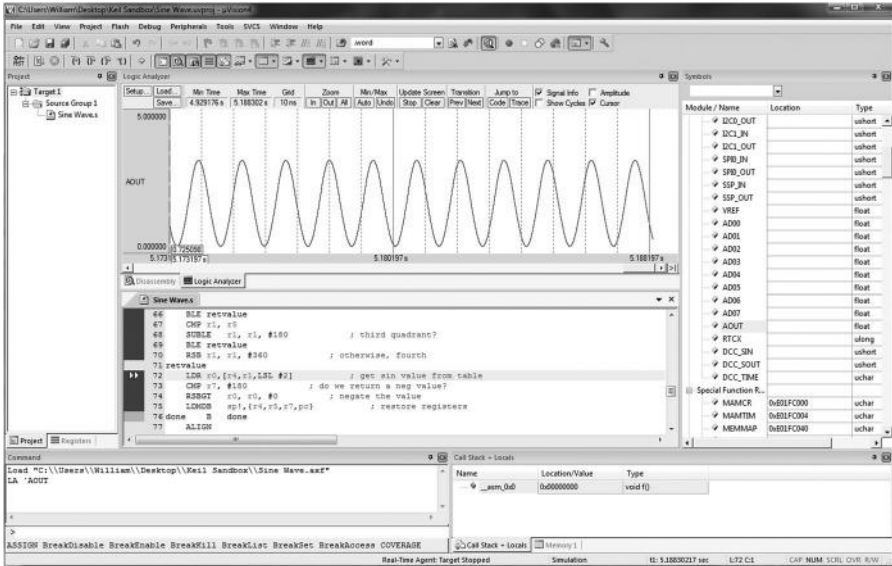 C:\Users\William\Desktop\Keil Sandbox\Sine Wave.uvproj - µVision4
File Edit View Project Flash Debug Peripherals Tools SVCS Window Help
.word
Project
Target 1
Source Group 1
Sine Wave.s
Project Registers
Logic Analyzer
Setup... Load... Min Time Max Time Grid Zoom Min/Max Update Screen Transition Jump to Signal Info Amplitude
Save... 4.929176 s 5.188302 s 10 ms In Out All Auto Undo Stop Clear Prev Next Code Trace Show Cycles Cursor
5.000000
AOUT
0.000000 0.725098
5.173197 s 5.180197 s 5.188197 s
Disassembly Logic Analyzer
Sine Wave.s
66 BLE retvalue
67 CMP r1, r0
68 SUBLE r1, r1, #180 ; third quadrant?
69 BLE retvalue
70 RSB r1, r1, #360 ; otherwise, fourth
71 retvalue
72 LDR r0,[r4,r1,LSL #2] ; get sin value from table
73 CMP r7, #180 ; do we return a neg value?
74 RSBGT r0, r0, #0 ; negate the value
75 LDMDB sp!,{r4,r5,r7,pc} ; restore registers
76 done B done
77 ALIGN
Symbols
Module / Name Location Type
I2C0_OUT ushort
I2C1_IN ushort
I2C1_OUT ushort
SPI0_IN ushort
SPI0_OUT ushort
SSP_IN ushort
SSP_OUT ushort
VREF float
AD00 float
AD01 float
AD02 float
AD03 float
AD04 float
AD05 float
AD06 float
AD07 float
AOUT float
RTCX ulong
DCC_SIN ushort
DCC_SOUT ushort
DCC_TIME uchar
Special Function R...
MAMCR 0xE01FC000 uchar
MAMTIM 0xE01FC004 uchar
MEMMAP 0xE01FC040 uchar
Command
Load "C:\\Users\\William\\Desktop\\Keil Sandbox\\Sine Wave.axf"
LA `AOUT
>
ASSIGN BreakDisable BreakEnable BreakKill BreakList BreakSet BreakAccess COVERAGE
Call Stack + Locals
Name Location/Value Type
__asm_0x0 0x00000000 void f()
Call Stack + Locals Memory 1
Real-Time Agent: Target Stopped Simulation t1: 5.18830217 sec L:72 C:1 CAP NUM SCRL OVR R/W